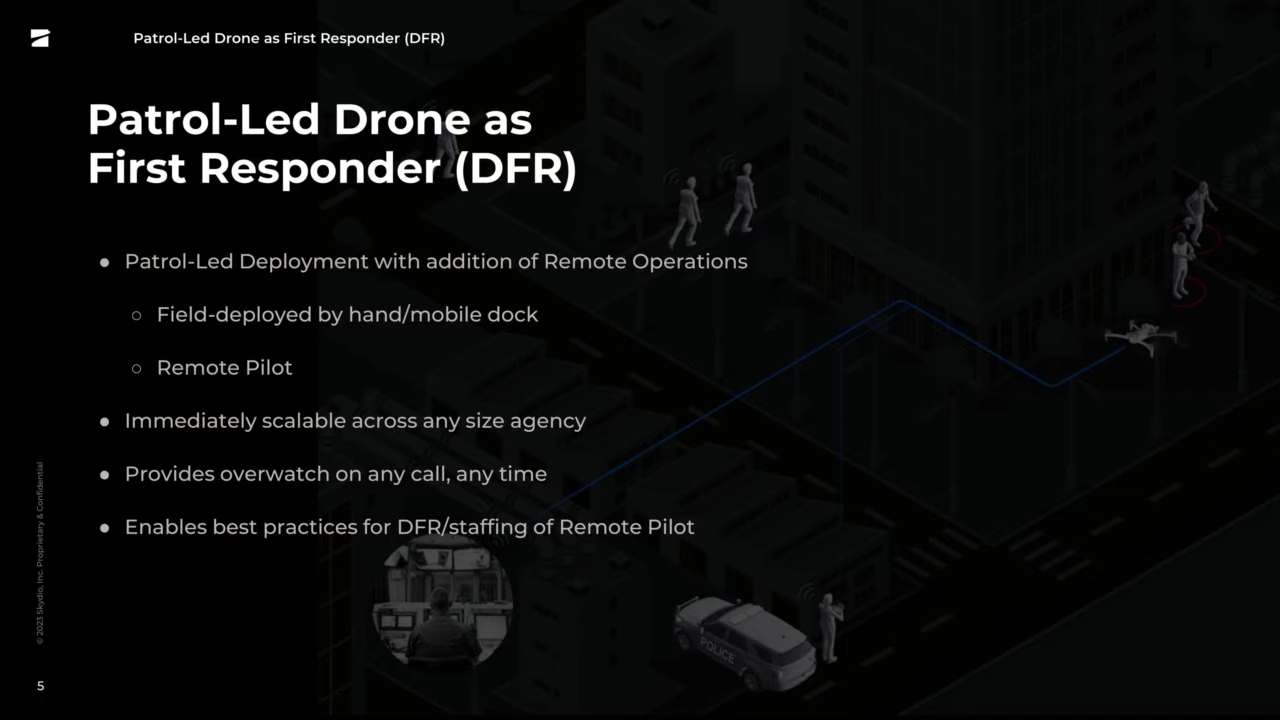 Patrol-Led Drone as First Responder (DFR)
Patrol-Led Drone as
First Responder (DFR)
● Patrol-Led Deployment with addition of Remote Operations
○ Field-deployed by hand/mobile dock
○ Remote Pilot
● Immediately scalable across any size agency
● Provides overwatch on any call, any time
● Enables best practices for DFR/staffing of Remote Pilot
© 2023 Skydio, Inc. Proprietary & Confidential
POLICE
5